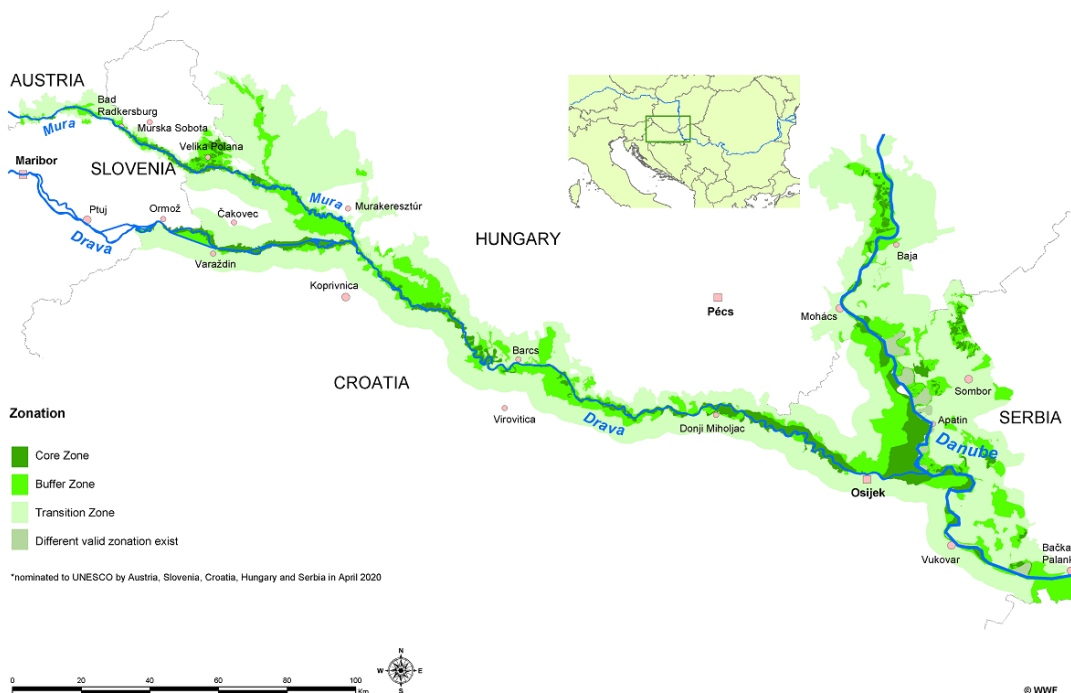 AUSTRIA
Bad
Radkersburg
Mura
Murska Sobota
Velika Polana
Maribor
SLOVENIA
Mura
Murakeresztúr
Ptuj
Ormož
Čakovec
Drava
HUNGARY
Varaždin
Baja
Koprivnica
Pécs
Mohács
Barcs
CROATIA
Sombor
Virovitica
Drava
Donji Miholjac
Apatin
SERBIA
Danube
Osijek
Vukovar
Bačka
Palank
Zonation
Core Zone
Buffer Zone
Transition Zone
Different valid zonation exist
*nominated to UNESCO by Austria, Slovenia, Croatia, Hungary and Serbia in April 2020
N
W
E
S
0 20 40 60 80 100
Km
© WWF